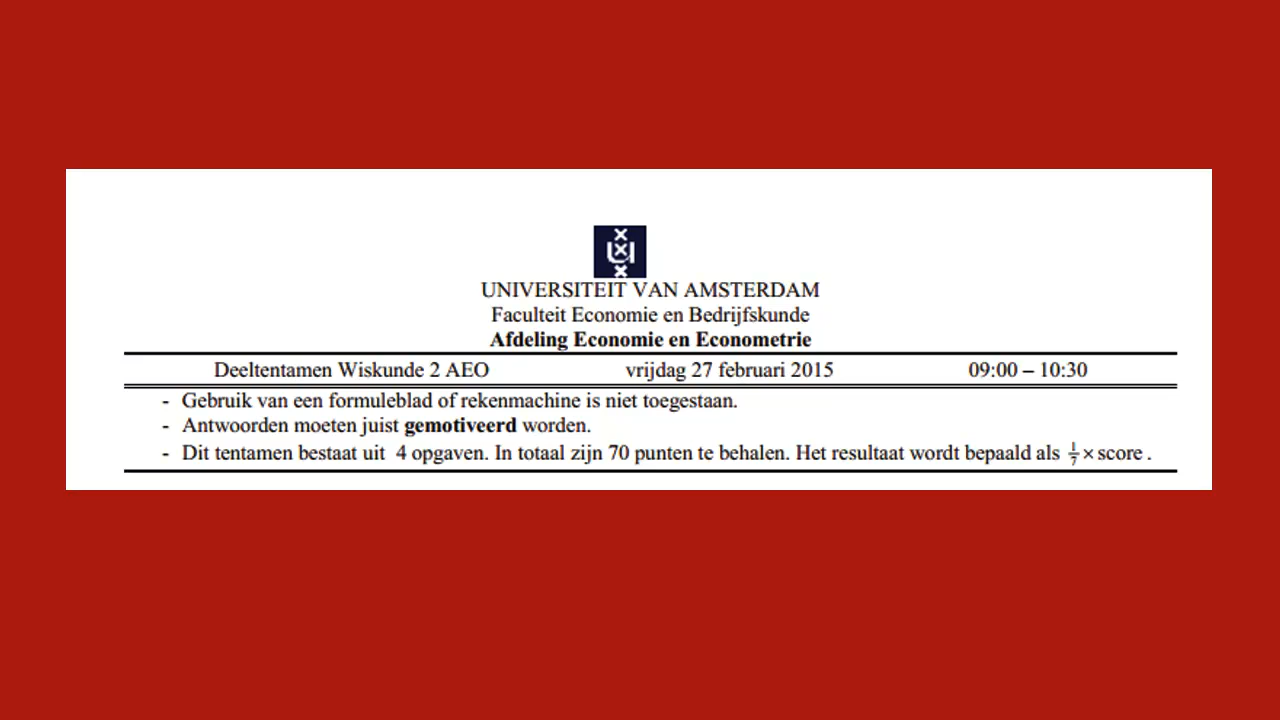 UNIVERSITEIT VAN AMSTERDAM
Faculteit Economie en Bedrijfskunde
Afdeling Economie en Econometrie
Deeltentamen Wiskunde 2 AEO vrijdag 27 februari 2015 09:00 – 10:30
- Gebruik van een formuleblad of rekenmachine is niet toegestaan.
- Antwoorden moeten juist gemotiveerd worden.
- Dit tentamen bestaat uit 4 opgaven. In totaal zijn 70 punten te behalen. Het resultaat wordt bepaald als 1/7 × score .